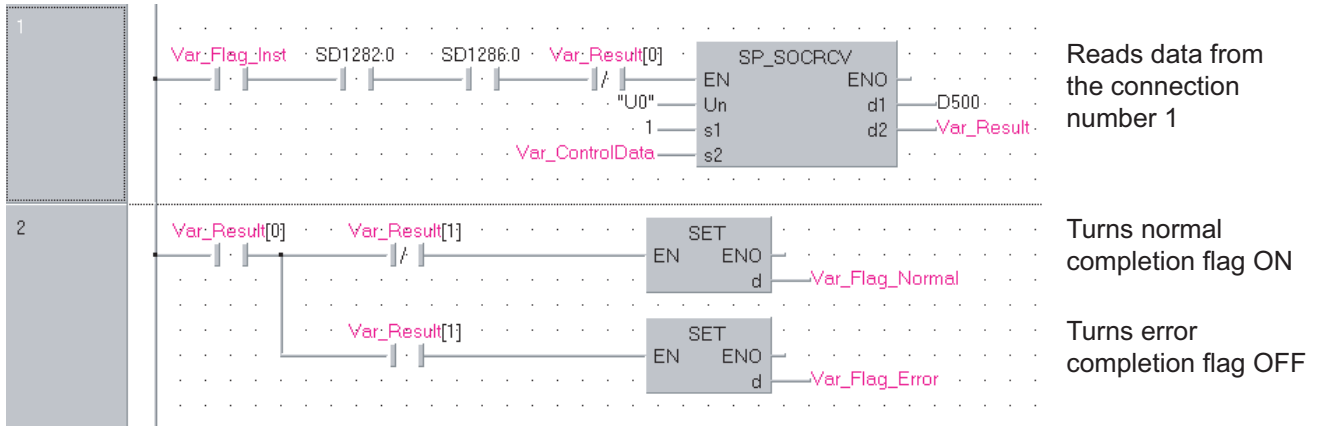 1
Var_Flag_Inst SD1282.0 SD1286.0 Var_Result[0] SP_SOCRCV
EN ENO
"U0" Un d1 D500
1 s1 d2 Var_Result
Var_ControlData s2
Reads data from
the connection
number 1
2
Var_Result[0] Var_Result[1] SET
EN ENO
d Var_Flag_Normal
Turns normal
completion flag ON
Var_Result[1] SET
EN ENO
d Var_Flag_Error
Turns error
completion flag OFF